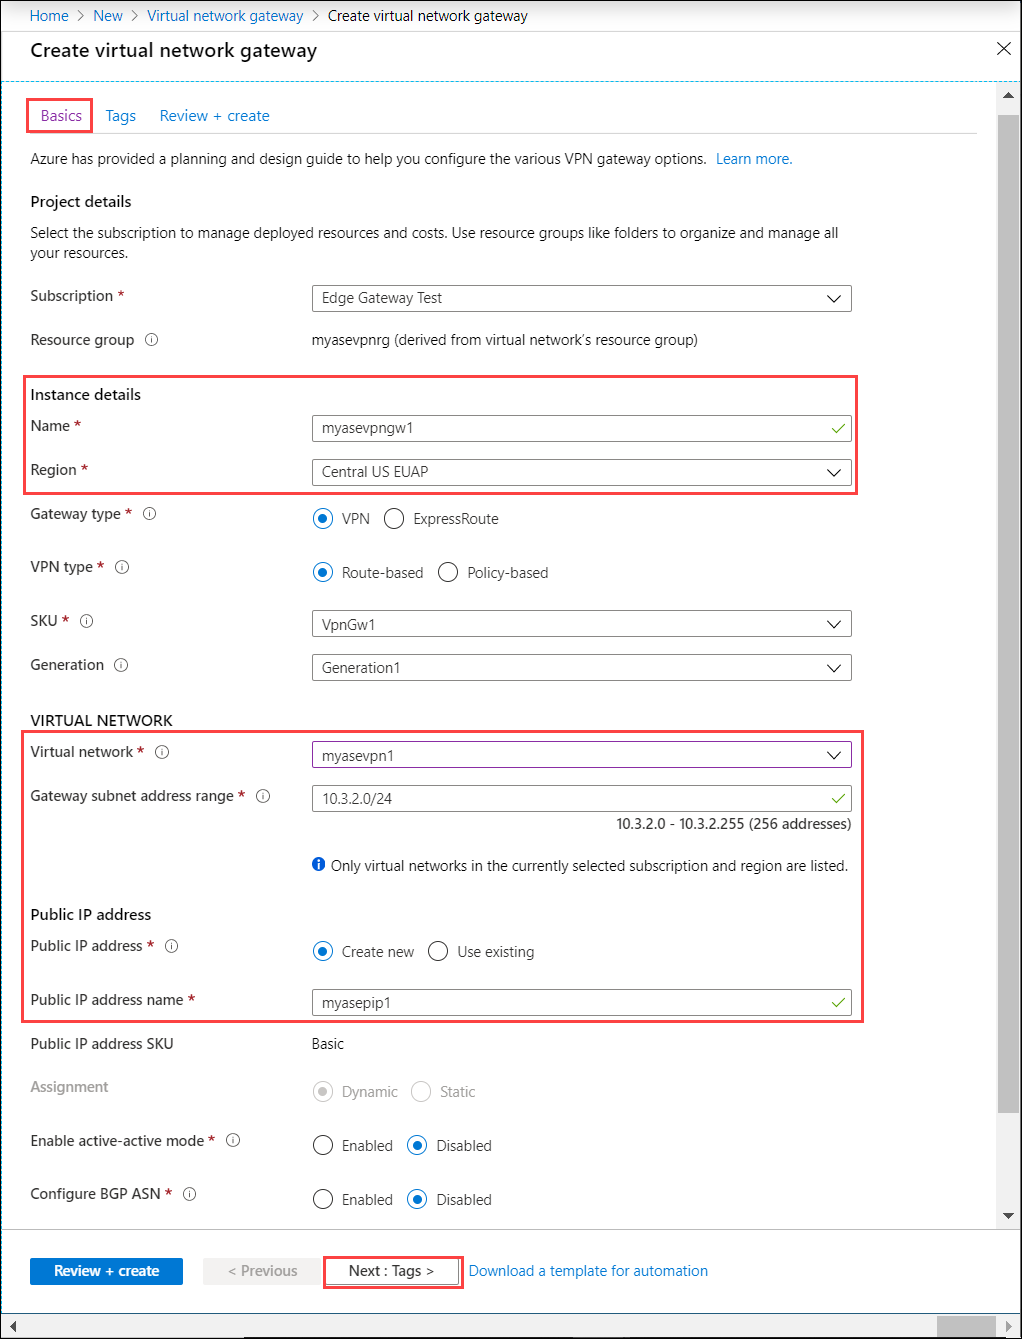 Home > New > Virtual network gateway > Create virtual network gateway
Create virtual network gateway
Basics Tags Review + create
Azure has provided a planning and design guide to help you configure the various VPN gateway options. Learn more.
Project details
Select the subscription to manage deployed resources and costs. Use resource groups like folders to organize and manage all
your resources.
Subscription * Edge Gateway Test
Resource group myasevpnrg (derived from virtual network's resource group)
Instance details
Name * myasevpngw1
Region * Central US EUAP
Gateway type * VPN ExpressRoute
VPN type * Route-based Policy-based
SKU * VpnGw1
Generation Generation1
VIRTUAL NETWORK
Virtual network * myasevpn1
Gateway subnet address range * 10.3.2.0/24
10.3.2.0 - 10.3.2.255 (256 addresses)
Only virtual networks in the currently selected subscription and region are listed.
Public IP address
Public IP address * Create new Use existing
Public IP address name * myasepip1
Public IP address SKU Basic
Assignment Dynamic Static
Enable active-active mode * Enabled Disabled
Configure BGP ASN * Enabled Disabled
Review + create < Previous Next : Tags > Download a template for automation